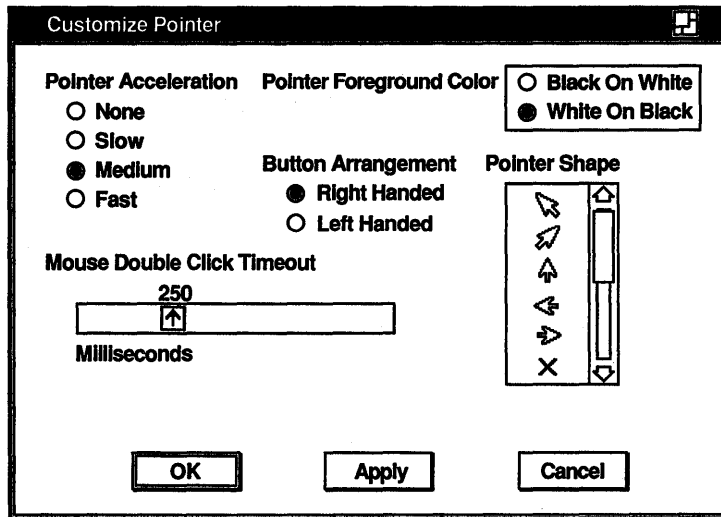 Customize Pointer
Pointer Acceleration
None
Slow
Medium
Fast
Pointer Foreground Color
Black On White
White On Black
Button Arrangement
Right Handed
Left Handed
Pointer Shape
Mouse Double Click Timeout
250
Milliseconds
OK
Apply
Cancel